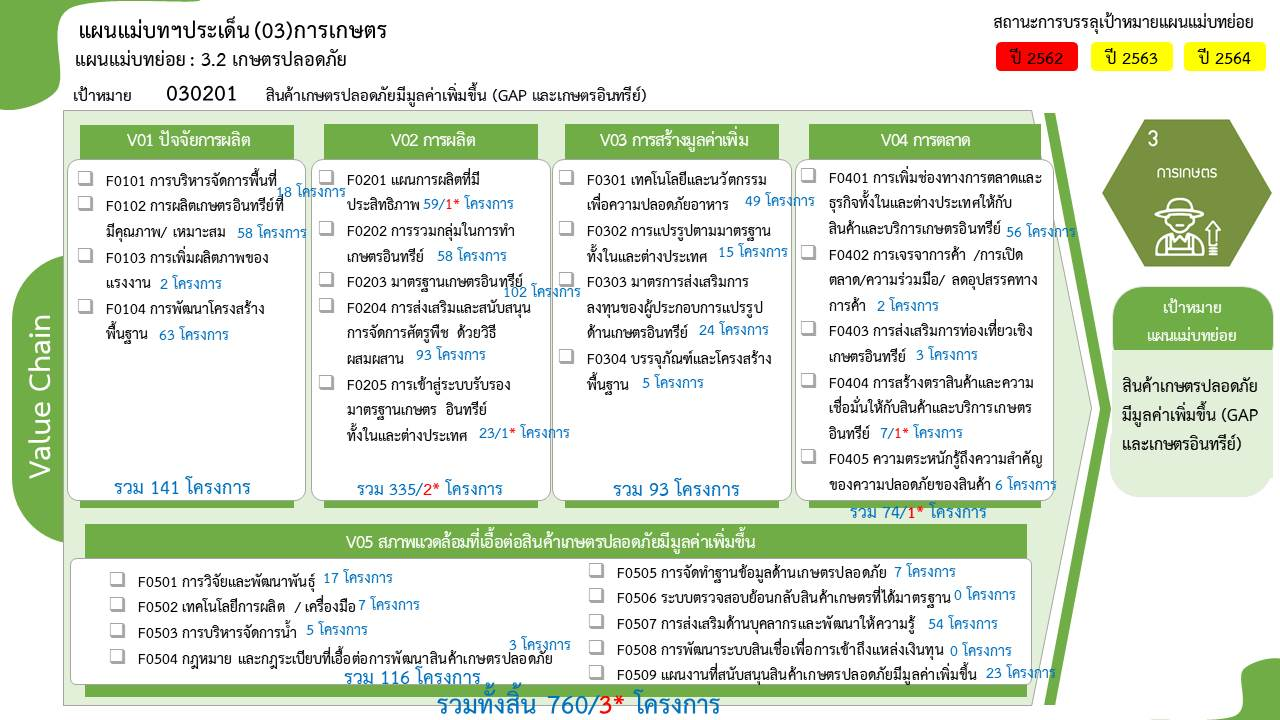 แผนแม่บทฯประเด็น (03)การเกษตร
แผนแม่บทย่อย : 3.2 เกษตรปลอดภัย
เป้าหมาย 030201 สินค้าเกษตรปลอดภัยมีมูลค่าเพิ่มขึ้น (GAP และเกษตรอินทรีย์)
สถานะการบรรลุเป้าหมายแผนแม่บทย่อย
ปี 2562 ปี 2563 ปี 2564
Value Chain
V01 ปัจจัยการผลิต
F0101 การบริหารจัดการพื้นที่ 18 โครงการ
F0102 การผลิตเกษตรอินทรีย์ที่
มีคุณภาพ/ เหมาะสม 58 โครงการ
F0103 การเพิ่มผลิตภาพของ
แรงงาน 2 โครงการ
F0104 การพัฒนาโครงสร้าง
พื้นฐาน 63 โครงการ
รวม 141 โครงการ
V02 การผลิต
F0201 แผนการผลิตที่มี
ประสิทธิภาพ 59/1* โครงการ
F0202 การรวมกลุ่มในการทำ
เกษตรอินทรีย์ 58 โครงการ
F0203 มาตรฐานเกษตรอินทรีย์
102 โครงการ
F0204 การส่งเสริมและสนับสนุน
การจัดการศัตรูพืช ด้วยวิธี
ผสมผสาน 93 โครงการ
F0205 การเข้าสู่ระบบรับรอง
มาตรฐานเกษตร อินทรีย์
ทั้งในและต่างประเทศ 23/1* โครงการ
รวม 335/2* โครงการ
V03 การสร้างมูลค่าเพิ่ม
F0301 เทคโนโลยีและนวัตกรรม
เพื่อความปลอดภัยอาหาร 49 โครงการ
F0302 การแปรรูปตามมาตรฐาน
ทั้งในและต่างประเทศ 15 โครงการ
F0303 มาตรการส่งเสริมการ
ลงทุนของผู้ประกอบการแปรรูป
ด้านเกษตรอินทรีย์ 24 โครงการ
F0304 บรรจุภัณฑ์และโครงสร้าง
พื้นฐาน 5 โครงการ
รวม 93 โครงการ
V04 การตลาด
F0401 การเพิ่มช่องทางการตลาดและ
ธุรกิจทั้งในและต่างประเทศให้กับ
สินค้าและบริการเกษตรอินทรีย์ 56 โครงการ
F0402 การเจรจาการค้า /การเปิด
ตลาด/ความร่วมมือ/ ลดอุปสรรคทาง
การค้า 2 โครงการ
F0403 การส่งเสริมการท่องเที่ยวเชิง
เกษตรอินทรีย์ 3 โครงการ
F0404 การสร้างตราสินค้าและความ
เชื่อมั่นให้กับสินค้าและบริการเกษตร
อินทรีย์ 7/1* โครงการ
F0405 ความตระหนักรู้ถึงความสำคัญ
ของความปลอดภัยของสินค้า 6 โครงการ
รวม 74/1* โครงการ
3
การเกษตร
เป้าหมาย
แผนแม่บทย่อย
สินค้าเกษตรปลอดภัย
มีมูลค่าเพิ่มขึ้น (GAP
และเกษตรอินทรีย์)
V05 สภาพแวดล้อมที่เอื้อต่อสินค้าเกษตรปลอดภัยมีมูลค่าเพิ่มขึ้น
F0501 การวิจัยและพัฒนาพันธุ์ 17 โครงการ
F0502 เทคโนโลยีการผลิต / เครื่องมือ 7 โครงการ
F0503 การบริหารจัดการน้ำ 5 โครงการ
3 โครงการ
F0504 กฎหมาย และกฎระเบียบที่เอื้อต่อการพัฒนาสินค้าเกษตรปลอดภัย
F0505 การจัดทำฐานข้อมูลด้านเกษตรปลอดภัย 7 โครงการ
F0506 ระบบตรวจสอบย้อนกลับสินค้าเกษตรที่ได้มาตรฐาน 0 โครงการ
F0507 การส่งเสริมด้านบุคลากรและพัฒนาให้ความรู้ 54 โครงการ
F0508 การพัฒนาระบบสินเชื่อเพื่อการเข้าถึงแหล่งเงินทุน 0 โครงการ
F0509 แผนงานที่สนับสนุนสินค้าเกษตรปลอดภัยมีมูลค่าเพิ่มขึ้น 23 โครงการ
รวม 116 โครงการ
รวมทั้งสิ้น 760/3* โครงการ